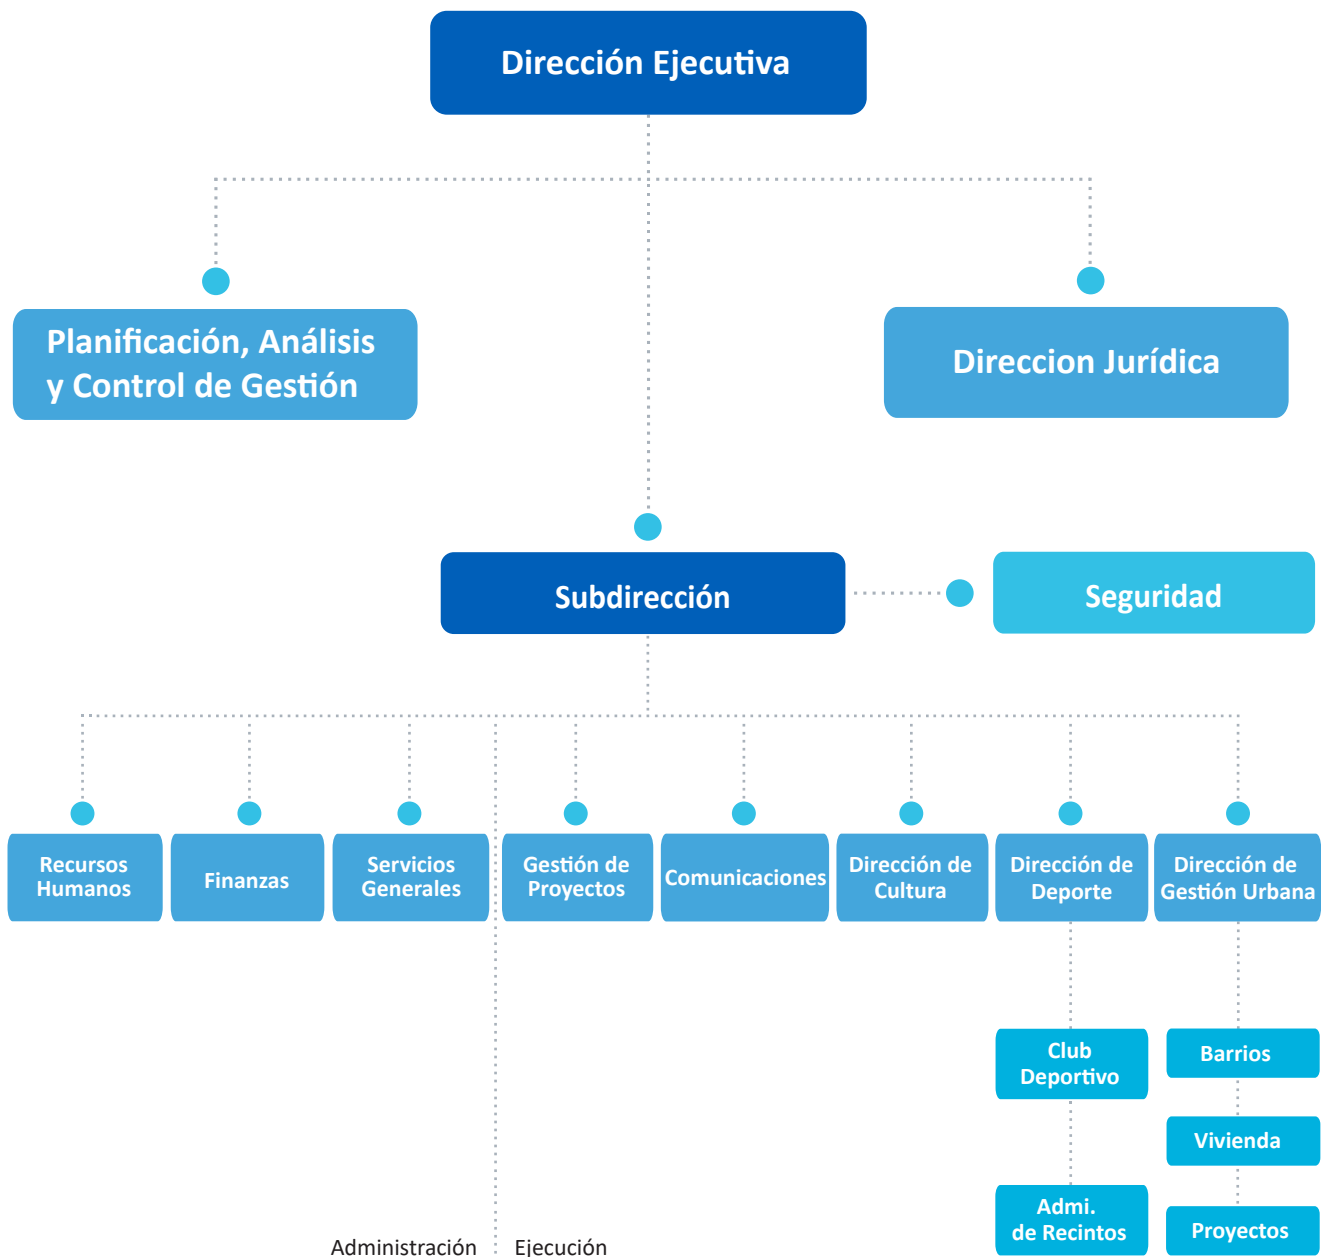 Dirección Ejecutiva
Planificación, Análisis
y Control de Gestión
Direccion Jurídica
Subdirección
Seguridad
Recursos
Humanos
Finanzas
Servicios
Generales
Gestión de
Proyectos
Comunicaciones
Dirección de
Cultura
Dirección de
Deporte
Dirección de
Gestión Urbana
Club
Deportivo
Barrios
Vivienda
Admi.
de Recintos
Proyectos
Administración
Ejecución